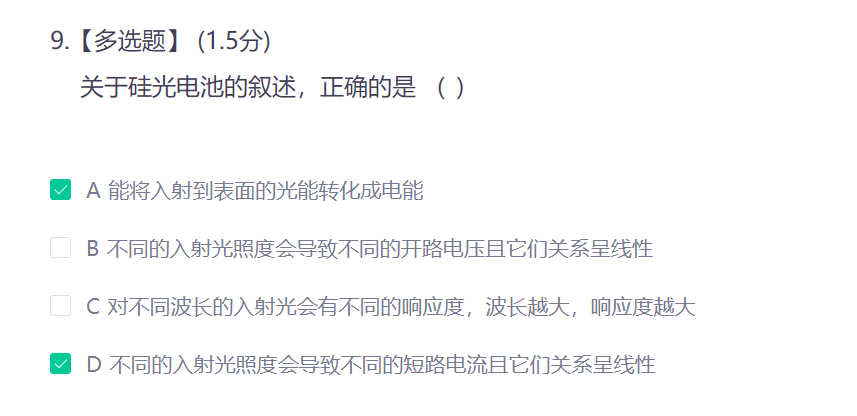 9.【多选题】 (1.5分)
关于硅光电池的叙述，正确的是 （ ）
A 能将入射到表面的光能转化成电能
B 不同的入射光照度会导致不同的开路电压且它们关系呈线性
C 对不同波长的入射光会有不同的响应度，波长越大，响应度越大
D 不同的入射光照度会导致不同的短路电流且它们关系呈线性